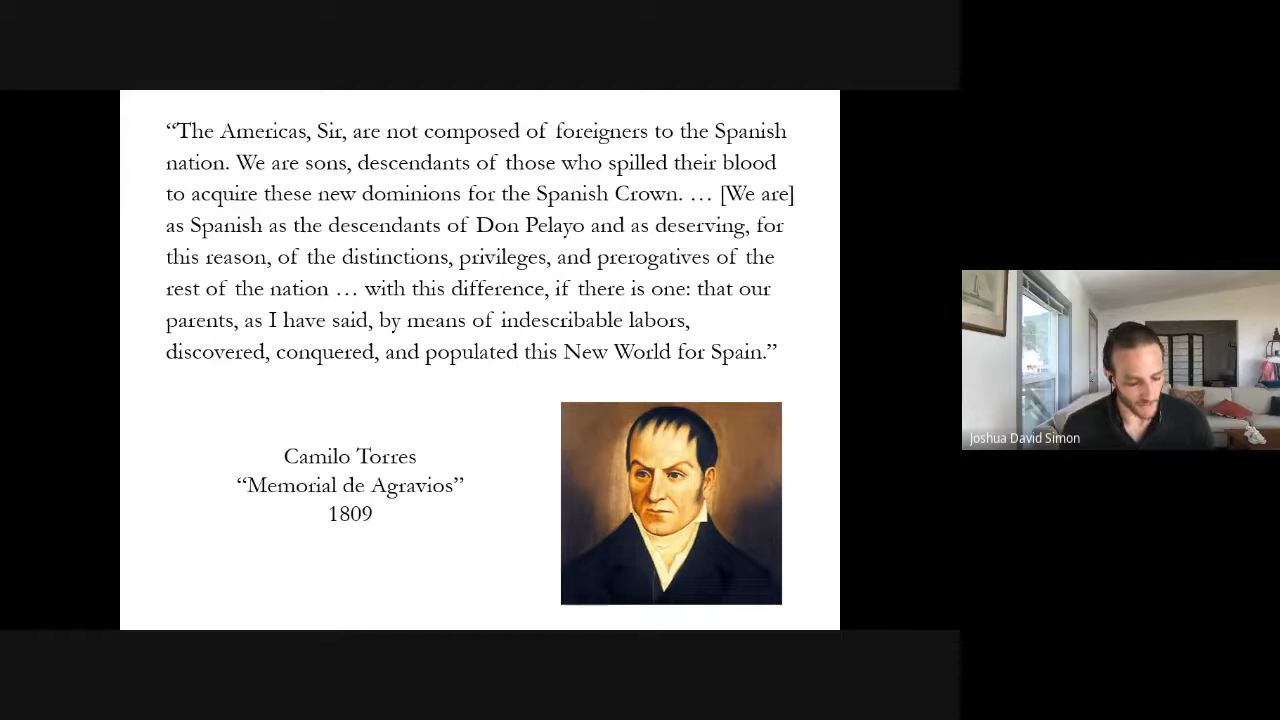 “The Americas, Sir, are not composed of foreigners to the Spanish
nation. We are sons, descendants of those who spilled their blood
to acquire these new dominions for the Spanish Crown. … [We are]
as Spanish as the descendants of Don Pelayo and as deserving, for
this reason, of the distinctions, privileges, and prerogatives of the
rest of the nation … with this difference, if there is one: that our
parents, as I have said, by means of indescribable labors,
discovered, conquered, and populated this New World for Spain.”
Camilo Torres
“Memorial de Agravios”
1809
Joshua David Simon